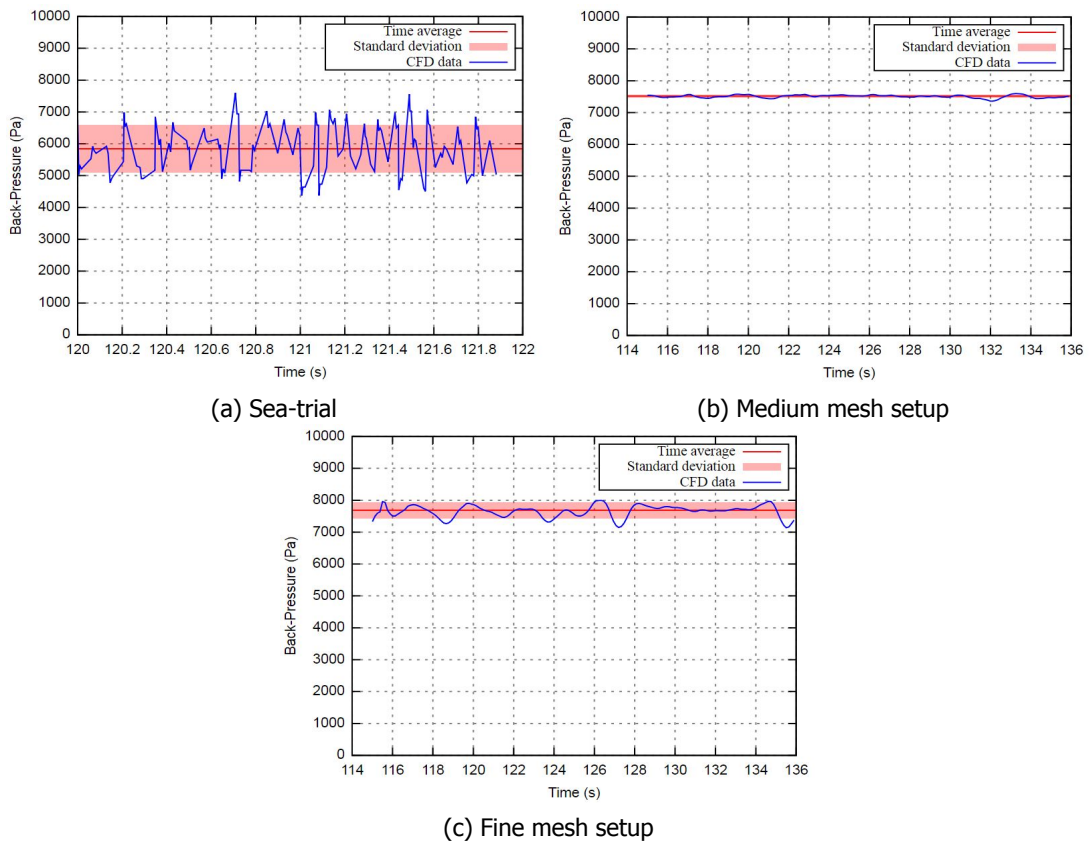 10000
9000
8000
7000
6000
5000
4000
3000
2000
1000
0
Back-Pressure (Pa)
Time average
Standard deviation
CFD data
120 120.2 120.4 120.6 120.8 121 121.2 121.4 121.6 121.8 122
Time (s)
(a) Sea-trial
10000
9000
8000
7000
6000
5000
4000
3000
2000
1000
0
Back-Pressure (Pa)
Time average
Standard deviation
CFD data
114 116 118 120 122 124 126 128 130 132 134 136
Time (s)
(b) Medium mesh setup
10000
9000
8000
7000
6000
5000
4000
3000
2000
1000
0
Back-Pressure (Pa)
Time average
Standard deviation
CFD data
114 116 118 120 122 124 126 128 130 132 134 136
Time (s)
(c) Fine mesh setup